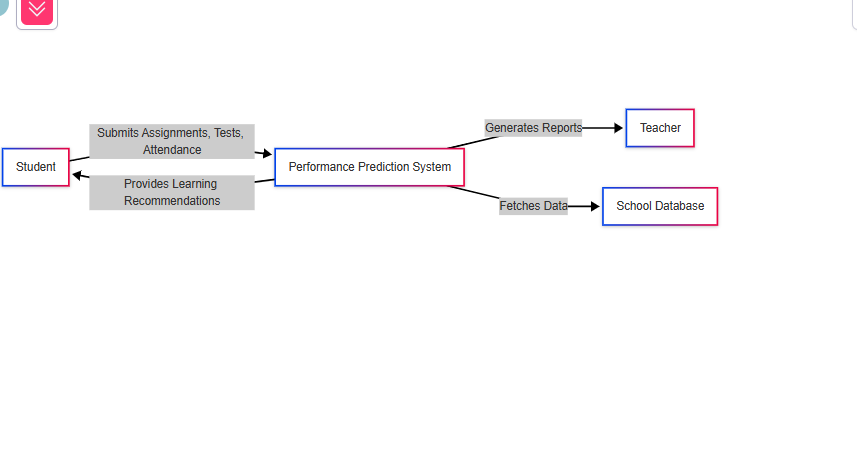 Student
Submits Assignments, Tests,
Attendance
Provides Learning
Recommendations
Performance Prediction System
Generates Reports
Teacher
Fetches Data
School Database